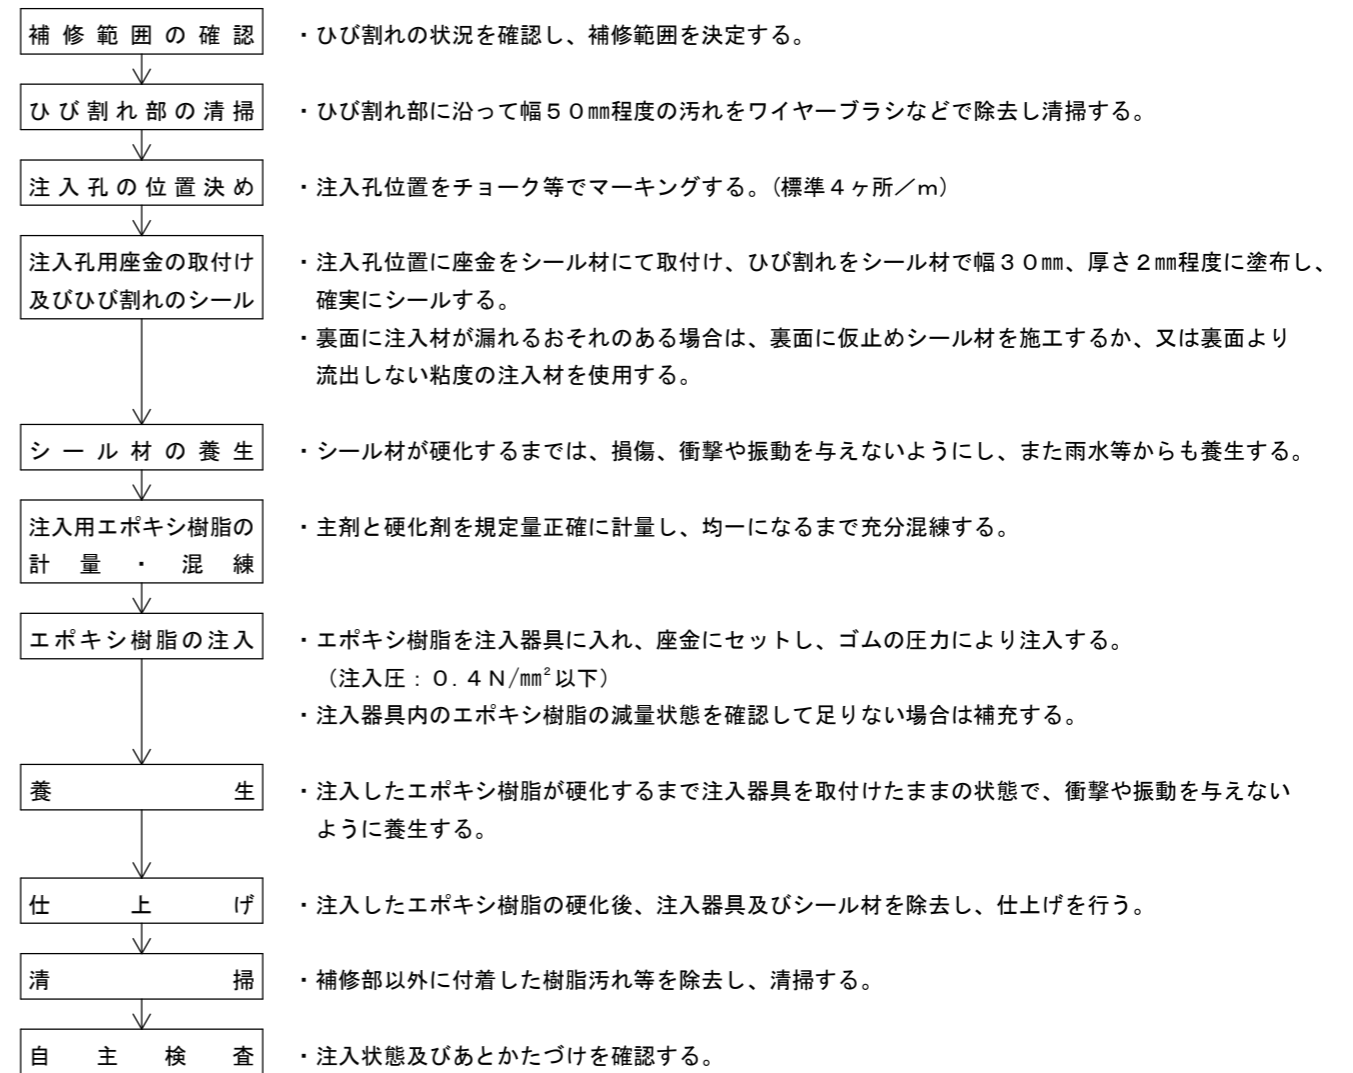 補修範囲の確認 ・ひび割れの状況を確認し、補修範囲を決定する。
ひび割れ部の清掃 ・ひび割れ部に沿って幅５０㎜程度の汚れをワイヤーブラシなどで除去し清掃する。
注入孔の位置決め ・注入孔位置をチョーク等でマーキングする。（標準４ヶ所／ｍ）
注入孔用座金の取付け ・注入孔位置に座金をシール材にて取付け、ひび割れをシール材で幅３０㎜、厚さ２㎜程度に塗布し、
及びひび割れのシール 確実にシールする。
・裏面に注入材が漏れるおそれのある場合は、裏面に仮止めシール材を施工するか、又は裏面より
流出しない粘度の注入材を使用する。
シール材の養生 ・シール材が硬化するまでは、損傷、衝撃や振動を与えないようにし、また雨水等からも養生する。
注入用エポキシ樹脂の ・主剤と硬化剤を規定量正確に計量し、均一になるまで充分混練する。
計量・混練
エポキシ樹脂の注入 ・エポキシ樹脂を注入器具に入れ、座金にセットし、ゴムの圧力により注入する。
（注入圧：０．４Ｎ/㎜²以下）
・注入器具内のエポキシ樹脂の減量状態を確認して足りない場合は補充する。
養生 ・注入したエポキシ樹脂が硬化するまで注入器具を取付けたままの状態で、衝撃や振動を与えない
ように養生する。
仕上げ ・注入したエポキシ樹脂の硬化後、注入器具及びシール材を除去し、仕上げを行う。
清掃 ・補修部以外に付着した樹脂汚れ等を除去し、清掃する。
自主検査 ・注入状態及びあとかたづけを確認する。